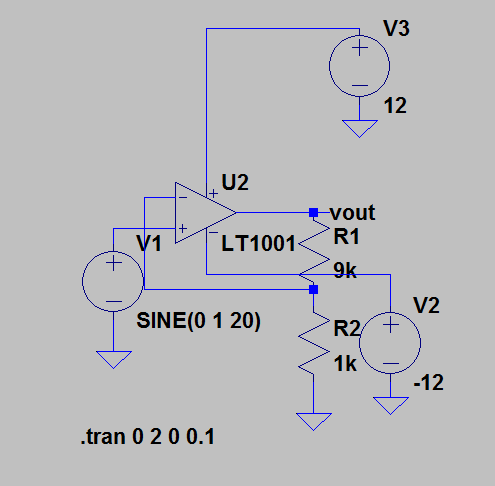 V3
12
U2
vout
LT1001
R1
V1
9k
V2
SINE(0 1 20)
R2
1k
-12
.tran 0 2 0 0.1